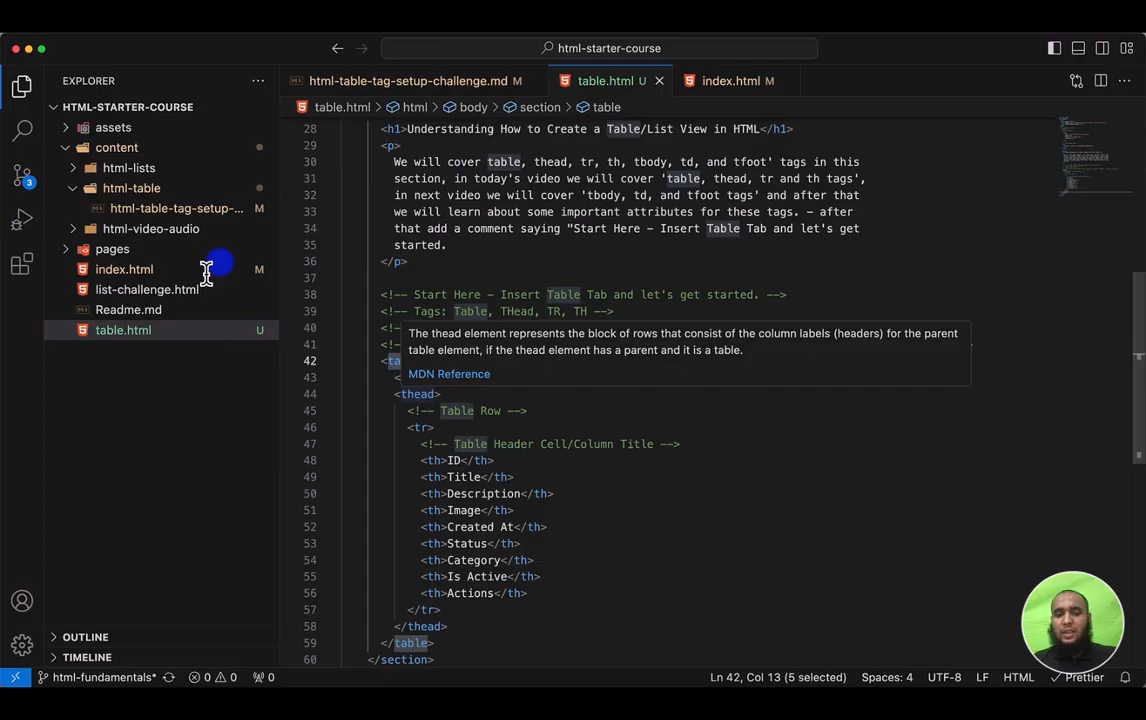 html-starter-course
EXPLORER
HTML-STARTER-COURSE
assets
content
html-lists
html-table
html-table-tag-setup-... M
html-video-audio
pages
index.html M
list-challenge.html
Readme.md
table.html U
OUTLINE
TIMELINE
html-table-tag-setup-challenge.md M
table.html U
index.html M
table.html > html > body > section > table
28 <h1>Understanding How to Create a Table/List View in HTML</h1>
29 <p>
30 We will cover table, thead, tr, th, tbody, td, and tfoot' tags in this
31 section, in today's video we will cover 'table, thead, tr and th tags',
32 in next video we will cover 'tbody, td, and tfoot tags' and after that
33 we will learn about some important attributes for these tags. – after
34 that add a comment saying "Start Here – Insert Table Tab and let's get
35 started.
36 </p>
37
38 <!-- Start Here – Insert Table Tab and let's get started. -->
39 <!-- Tags: Table, THead, TR, TH -->
40 <!--
41 <!--
42 <ta
43 <
The thead element represents the block of rows that consist of the column labels (headers) for the parent
table element, if the thead element has a parent and it is a table.
MDN Reference
44 <thead>
45 <!-- Table Row -->
46 <tr>
47 <!-- Table Header Cell/Column Title -->
48 <th>ID</th>
49 <th>Title</th>
50 <th>Description</th>
51 <th>Image</th>
52 <th>Created At</th>
53 <th>Status</th>
54 <th>Category</th>
55 <th>Is Active</th>
56 <th>Actions</th>
57 </tr>
58 </thead>
59 </table>
60 </section>
3
html-fundamentals* 0 0 0
Ln 42, Col 13 (5 selected) Spaces: 4 UTF-8 LF HTML Prettier